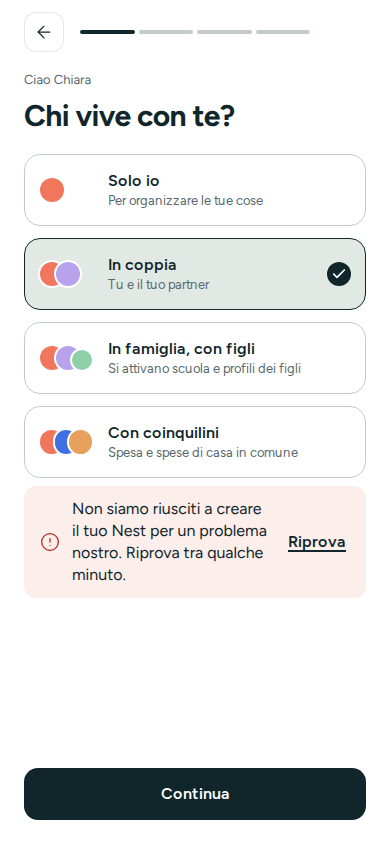 Ciao Chiara
Chi vive con te?
Solo io
Per organizzare le tue cose
In coppia
Tu e il tuo partner
In famiglia, con figli
Si attivano scuola e profili dei figli
Con coinquilini
Spesa e spese di casa in comune
Non siamo riusciti a creare
il tuo Nest per un problema
nostro. Riprova tra qualche
minuto.
Riprova
Continua